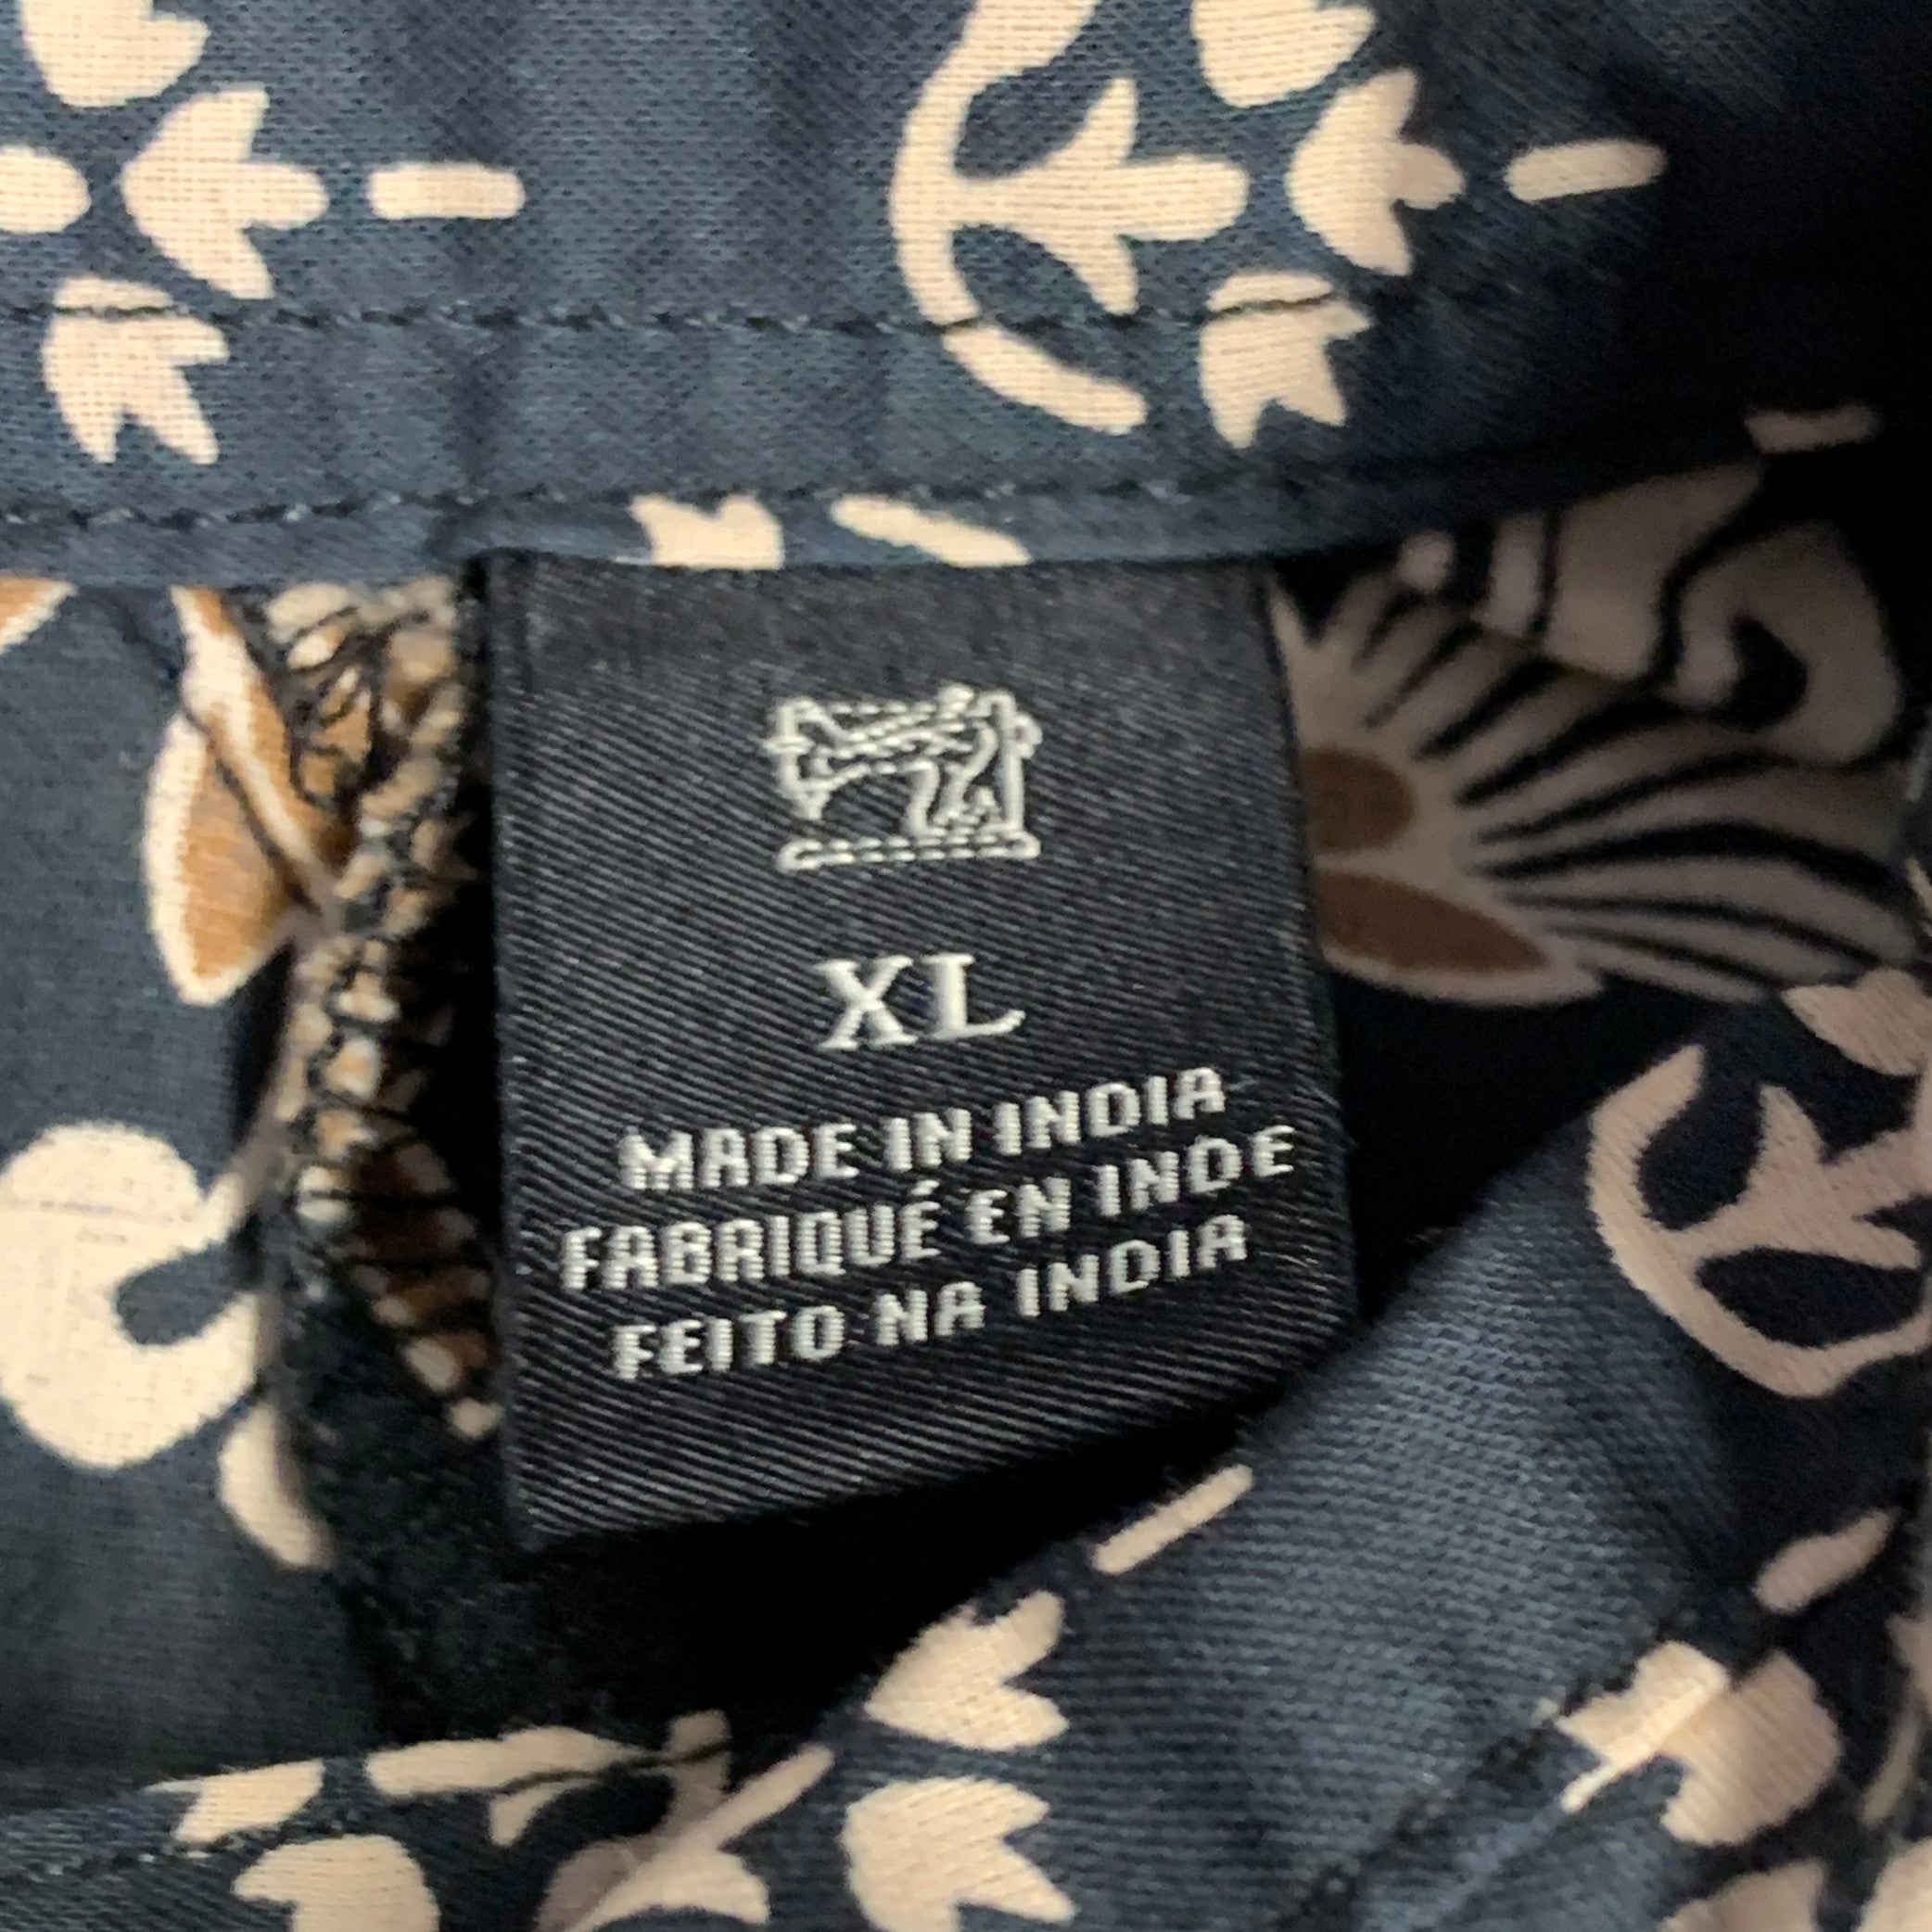 XL
MADE IN INDIA
FABRIQUÉ EN INDE
FEITO NA INDIA